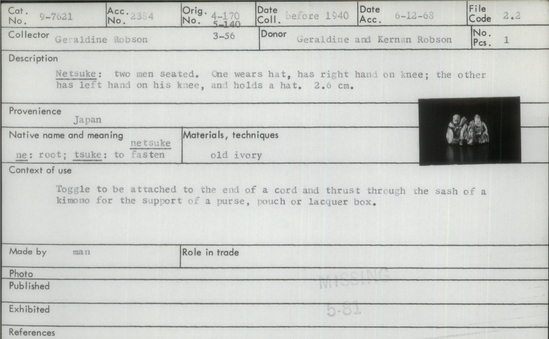 Cat. No. 9-7621 Acc. No. 2354 Orig. No. 4-170 5-140 3-56 Date Coll. before 1940 Date Acc. 6-12-68 File Code 2.2
Collector Geraldine Robson Donor Geraldine and Kernan Robson No. Pcs. 1
Description
Netsuke: two men seated. One wears hat, has right hand on knee; the other
has left hand on his knee, and holds a hat. 2.6 cm.
Provenience
Japan
Native name and meaning netsuke
ne: root; tsuke: to fasten
Materials, techniques
old ivory
Context of use
Toggle to be attached to the end of a cord and thrust through the sash of a
kimono for the support of a purse, pouch or lacquer box.
Made by man Role in trade
Photo
Published
MISSING
Exhibited
5-81
References